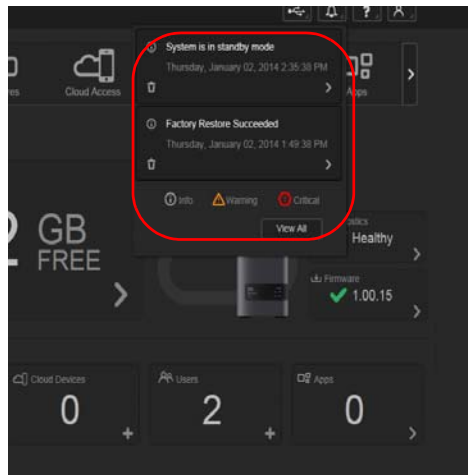 ?
System is in standby mode
Thursday, January 02, 2014 2:35:38 PM
Factory Restore Succeeded
Thursday, January 02, 2014 1:49:38 PM
Info Warning Critical
View All
Cloud Access
Apps
GB
FREE
Healthy
Firmware
1.00.15
Cloud Devices
0
Users
2
Apps
0